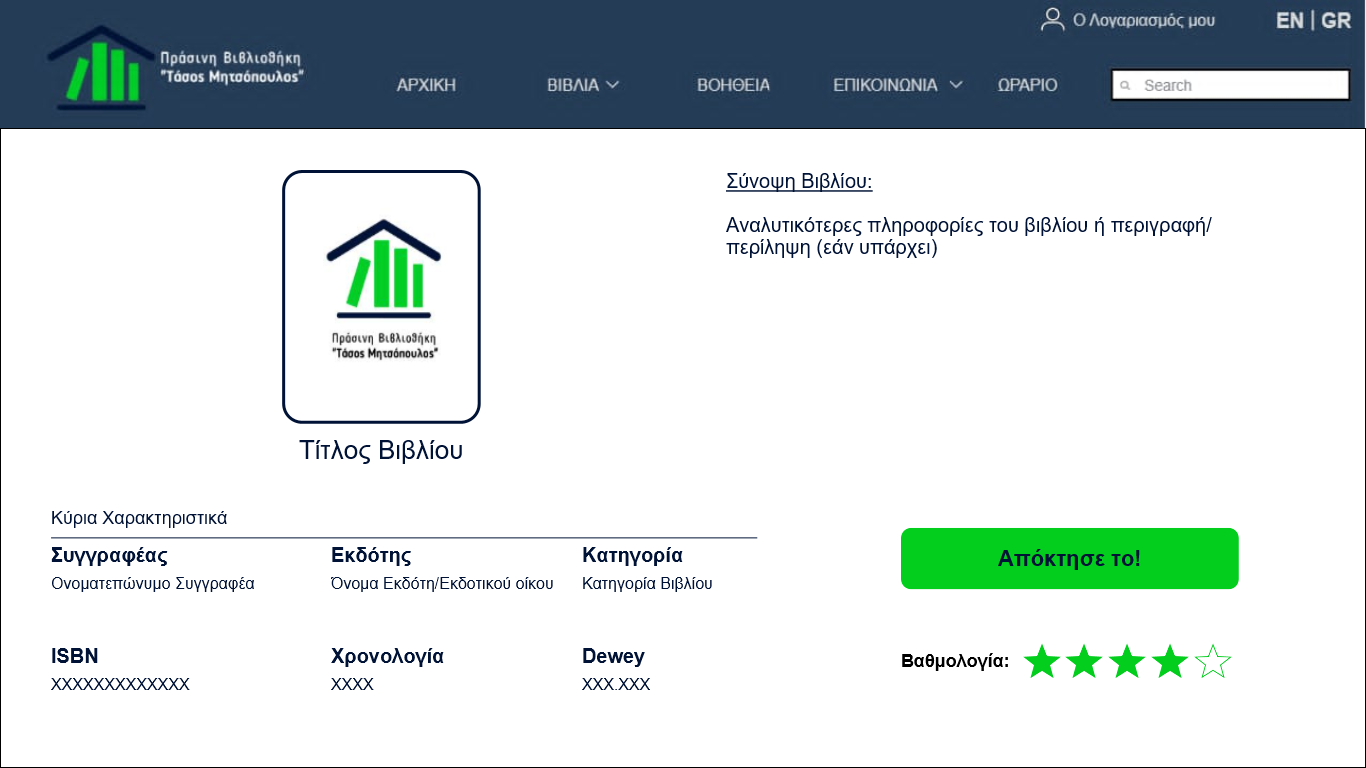 Ο Λογαριασμός μου
EN | GR
Πράσινη Βιβλιοθήκη
"Τάσος Μητσόπουλος"
ΑΡΧΙΚΗ
ΒΙΒΛΙΑ
ΒΟΗΘΕΙΑ
ΕΠΙΚΟΙΝΩΝΙΑ
ΩΡΑΡΙΟ
Search
Πράσινη Βιβλιοθήκη
"Τάσος Μητσόπουλος"
Τίτλος Βιβλίου
Σύνοψη Βιβλίου:
Αναλυτικότερες πληροφορίες του βιβλίου ή περιγραφή/
περίληψη (εάν υπάρχει)
Κύρια Χαρακτηριστικά
Συγγραφέας
Ονοματεπώνυμο Συγγραφέα
Εκδότης
Όνομα Εκδότη/Εκδοτικού οίκου
Κατηγορία
Κατηγορία Βιβλίου
ISBN
XXXXXXXXXXXXX
Χρονολογία
XXXX
Dewey
XXX.XXX
Απόκτησε το!
Βαθμολογία: